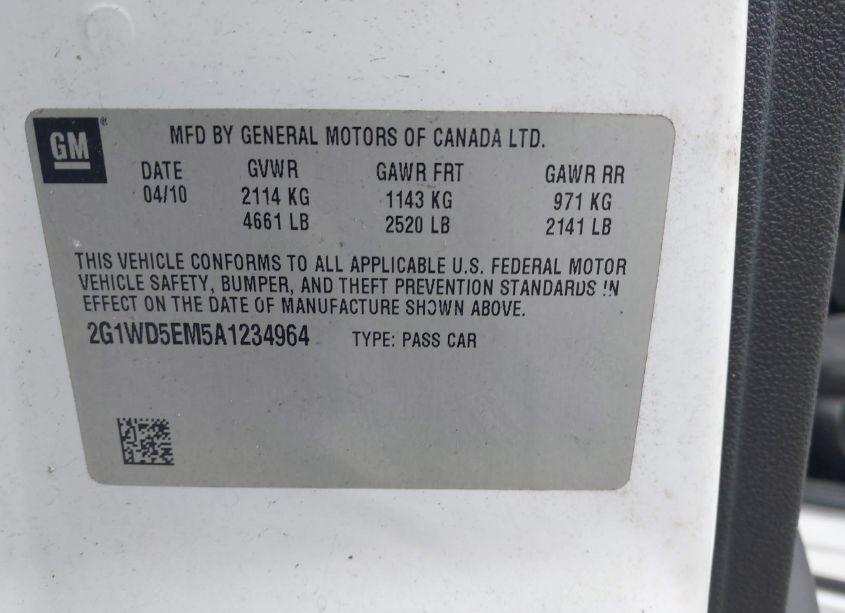 GM
MFD BY GENERAL MOTORS OF CANADA LTD.
DATE GVWR GAWR FRT GAWR RR
04/10 2114 KG 1143 KG 971 KG
4661 LB 2520 LB 2141 LB
THIS VEHICLE CONFORMS TO ALL APPLICABLE U.S. FEDERAL MOTOR
VEHICLE SAFETY, BUMPER, AND THEFT PREVENTION STANDARDS IN
EFFECT ON THE DATE OF MANUFACTURE SHOWN ABOVE.
2G1WD5EM5A1234964 TYPE: PASS CAR